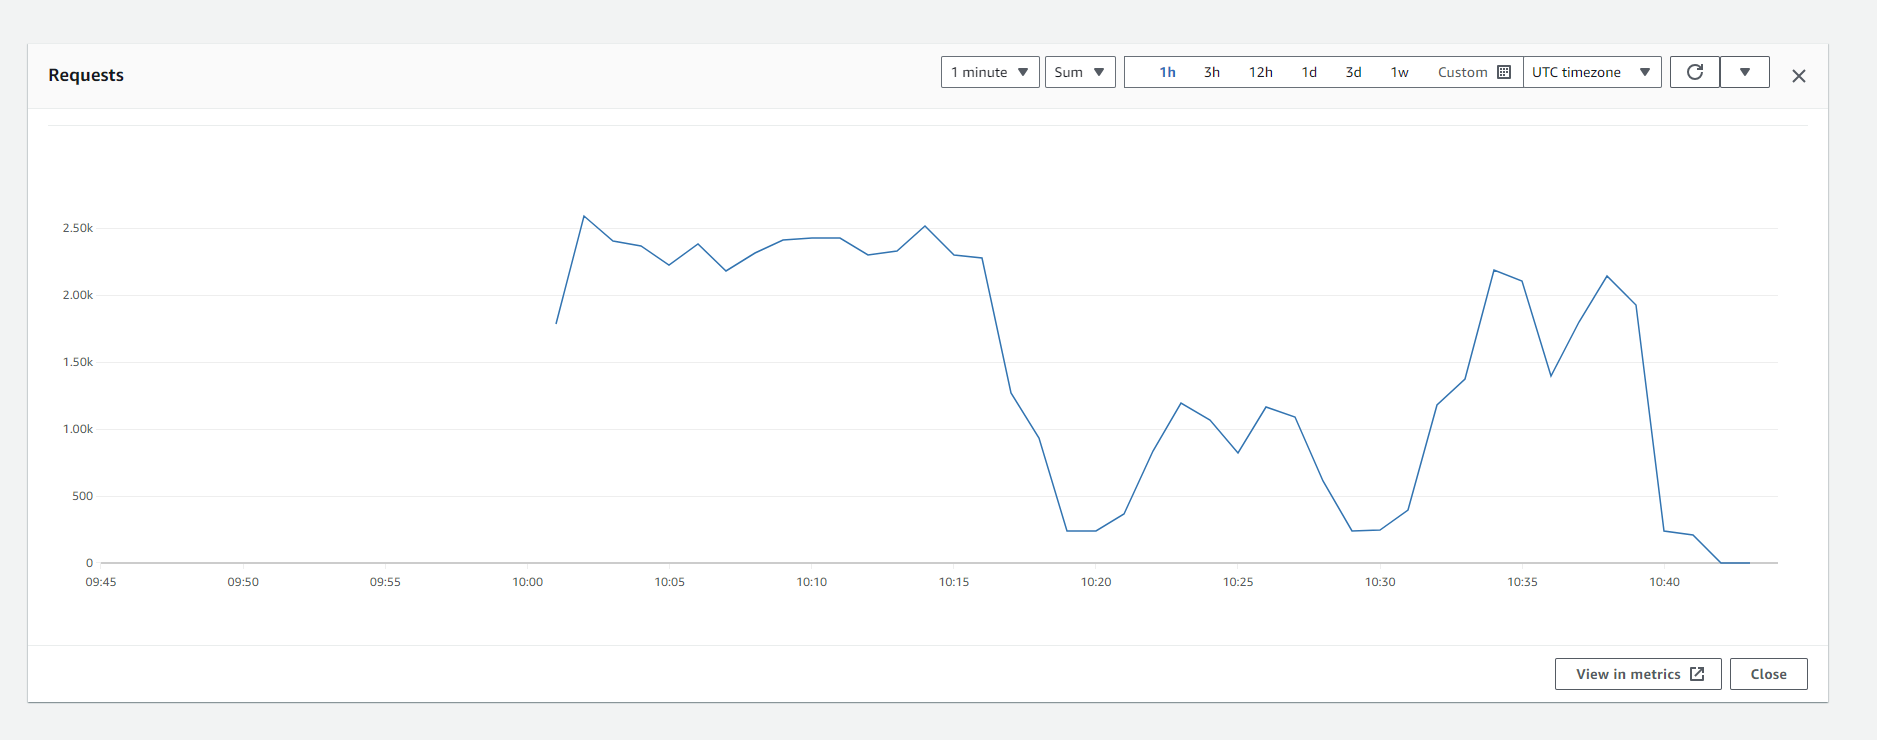 Requests
1 minute Sum 1h 3h 12h 1d 3d 1w Custom UTC timezone
2.50k
2.00k
1.50k
1.00k
500
0
09:45 09:50 09:55 10:00 10:05 10:10 10:15 10:20 10:25 10:30 10:35 10:40
View in metrics Close